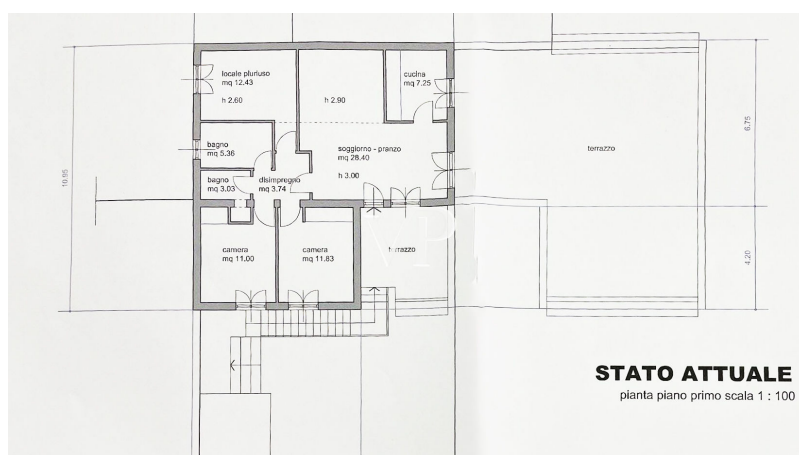 locale pluriuso
mq 12.43
h 2.60
h 2.90
cucina
mq 7.25
bagno
mq 5.36
soggiorno - pranzo
mq 28.40
h 3.00
terrazzo
6.75
10.95
bagno
mq 3.03
disimpegno
mq 3.74
camera
mq 11.00
camera
mq 11.83
terrazzo
4.20
STATO ATTUALE
pianta piano primo scala 1 : 100